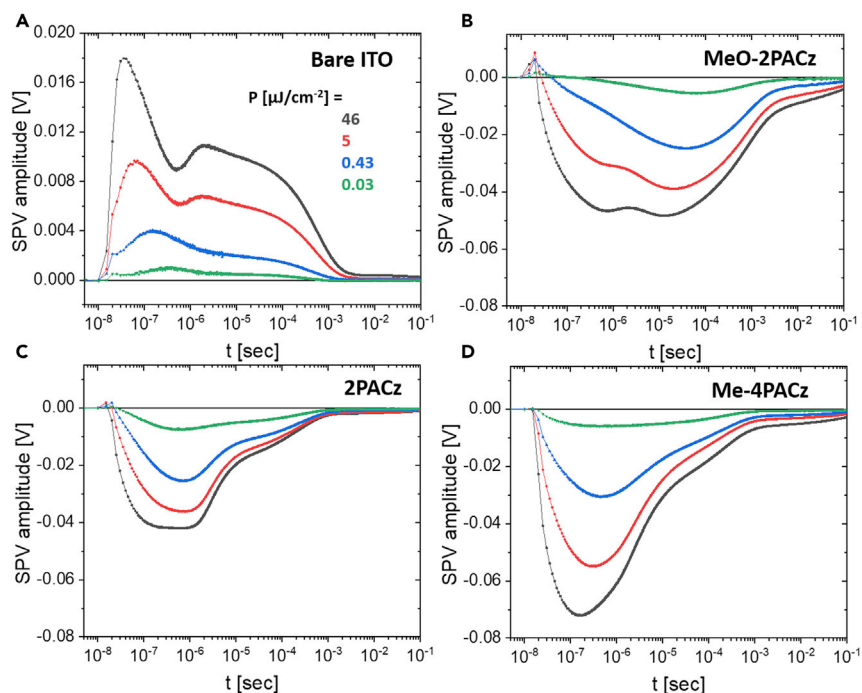 A
Bare ITO
P [μJ/cm⁻²] =
46
5
0.43
0.03
SPV amplitude [V]
0.020
0.016
0.012
0.008
0.004
0.000
10⁻⁸ 10⁻⁷ 10⁻⁶ 10⁻⁵ 10⁻⁴ 10⁻³ 10⁻² 10⁻¹
t [sec]
B
MeO-2PACz
SPV amplitude [V]
0.00
-0.02
-0.04
-0.06
-0.08
10⁻⁸ 10⁻⁷ 10⁻⁶ 10⁻⁵ 10⁻⁴ 10⁻³ 10⁻² 10⁻¹
t [sec]
C
2PACz
SPV amplitude [V]
0.00
-0.02
-0.04
-0.06
-0.08
10⁻⁸ 10⁻⁷ 10⁻⁶ 10⁻⁵ 10⁻⁴ 10⁻³ 10⁻² 10⁻¹
t [sec]
D
Me-4PACz
SPV amplitude [V]
0.00
-0.02
-0.04
-0.06
-0.08
10⁻⁸ 10⁻⁷ 10⁻⁶ 10⁻⁵ 10⁻⁴ 10⁻³ 10⁻² 10⁻¹
t [sec]